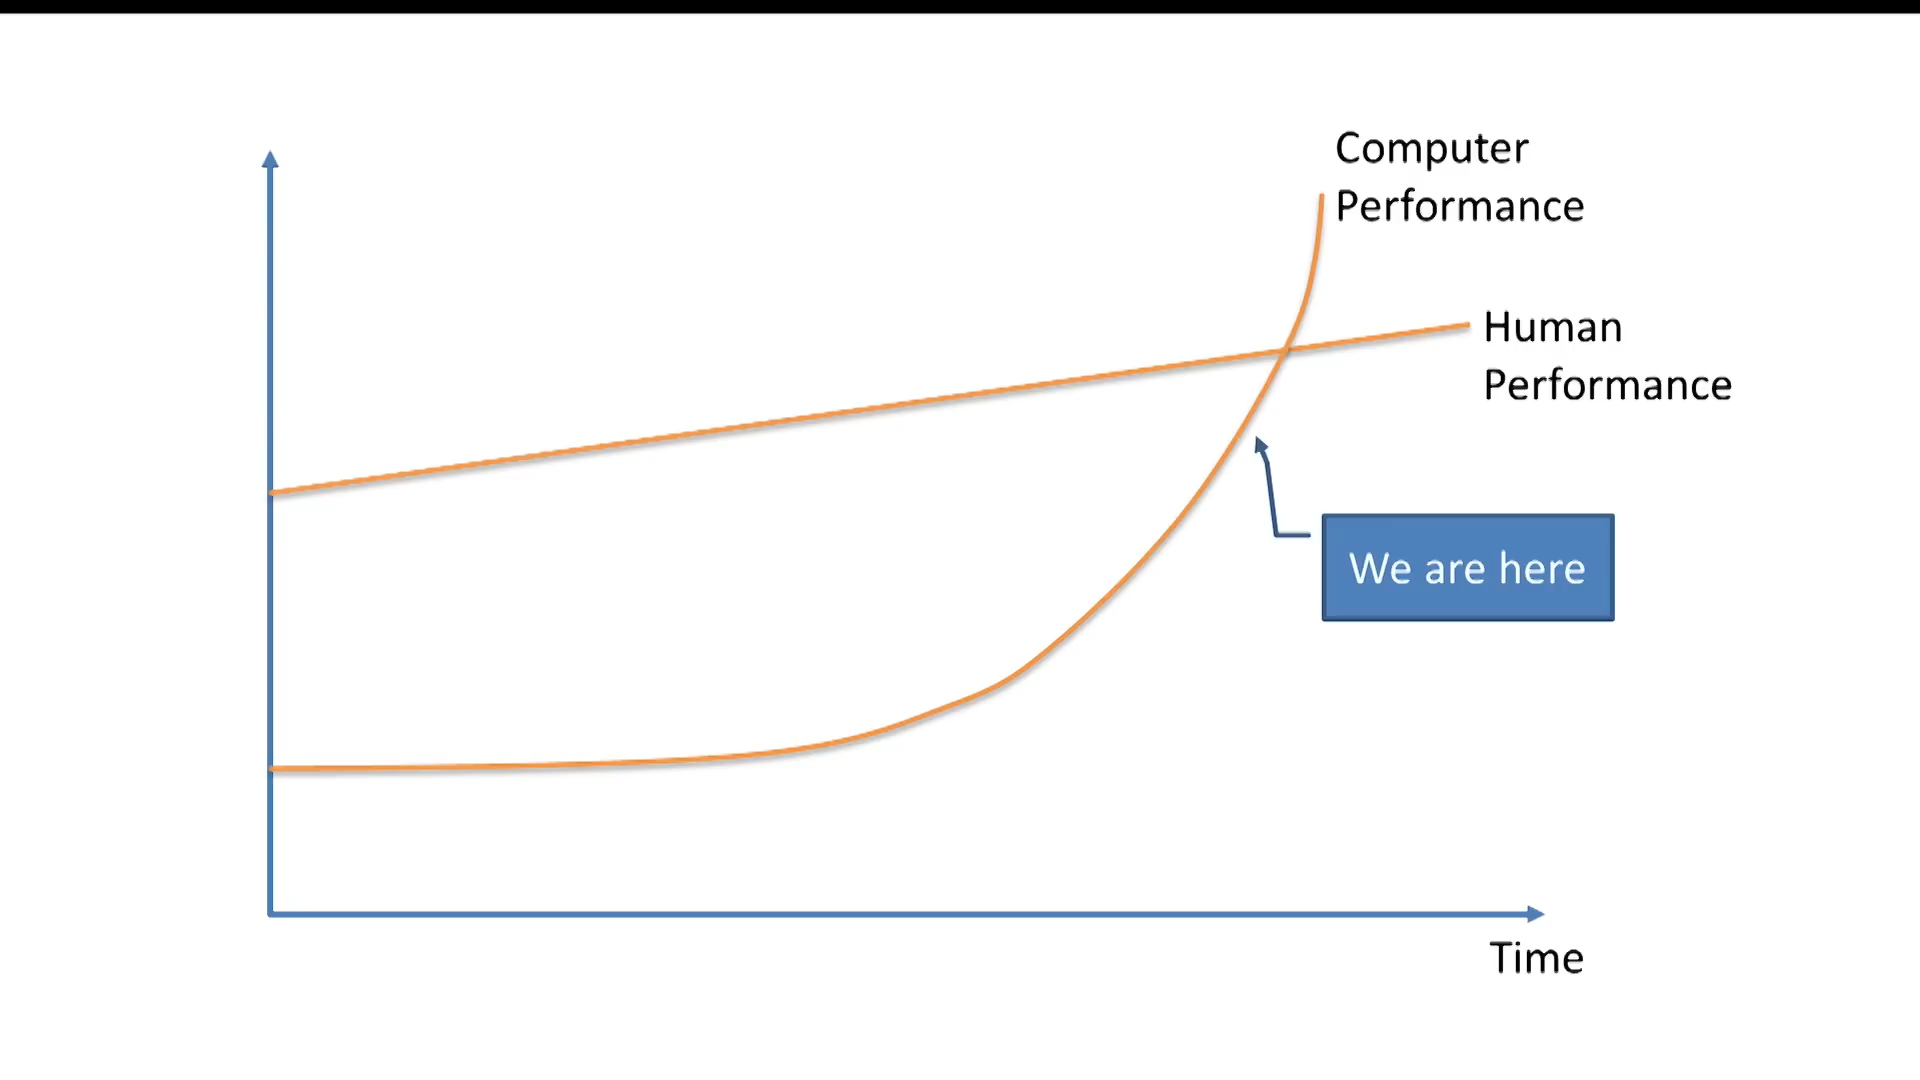 Computer
Performance
Human
Performance
We are here
Time